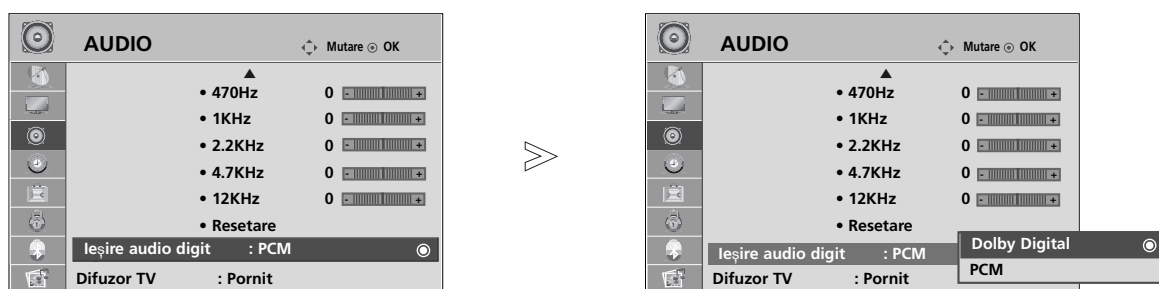 AUDIO Mutare OK
• 470Hz 0 - +
• 1KHz 0 - +
• 2.2KHz 0 - +
• 4.7KHz 0 - +
• 12KHz 0 - +
• Resetare
Ieșire audio digit : PCM
Difuzor TV : Pornit
AUDIO Mutare OK
• 470Hz 0 - +
• 1KHz 0 - +
• 2.2KHz 0 - +
• 4.7KHz 0 - +
• 12KHz 0 - +
• Resetare
Ieșire audio digit : PCM
Difuzor TV : Pornit
Dolby Digital
PCM